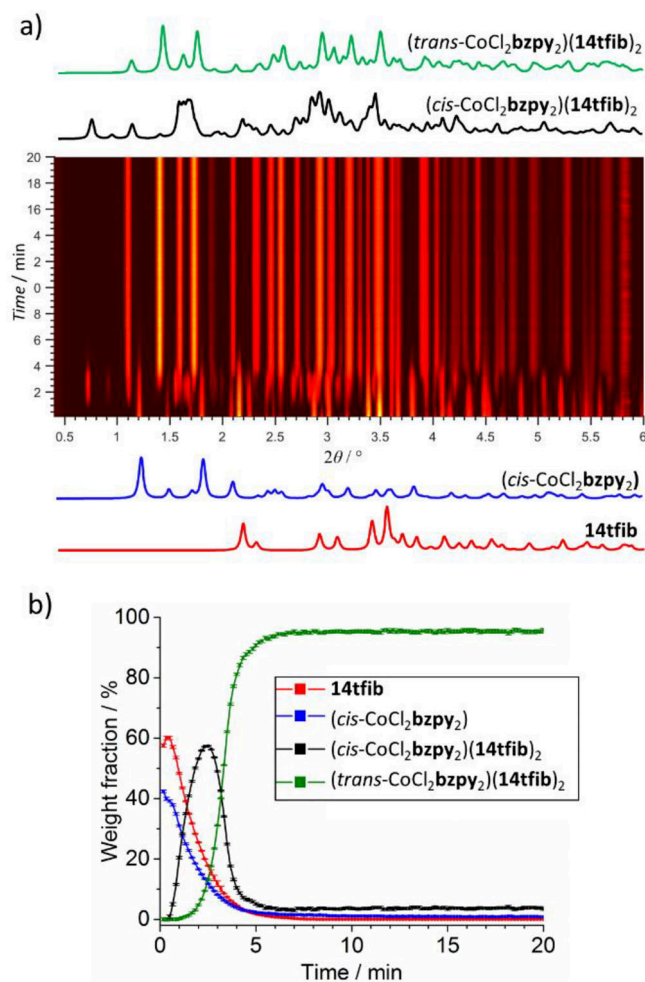 a)
(trans-CoCl₂bzpy₂)(14tfib)₂
(cis-CoCl₂bzpy₂)(14tfib)₂
20
18
16
4
2
0
8
6
4
2
Time / min
0.5 1 1.5 2 2.5 3 3.5 4 4.5 5 5.5 6
2θ / °
(cis-CoCl₂bzpy₂)
14tfib
b)
100
80
60
40
20
0
Weight fraction / %
14tfib
(cis-CoCl₂bzpy₂)
(cis-CoCl₂bzpy₂)(14tfib)₂
(trans-CoCl₂bzpy₂)(14tfib)₂
0 5 10 15 20
Time / min